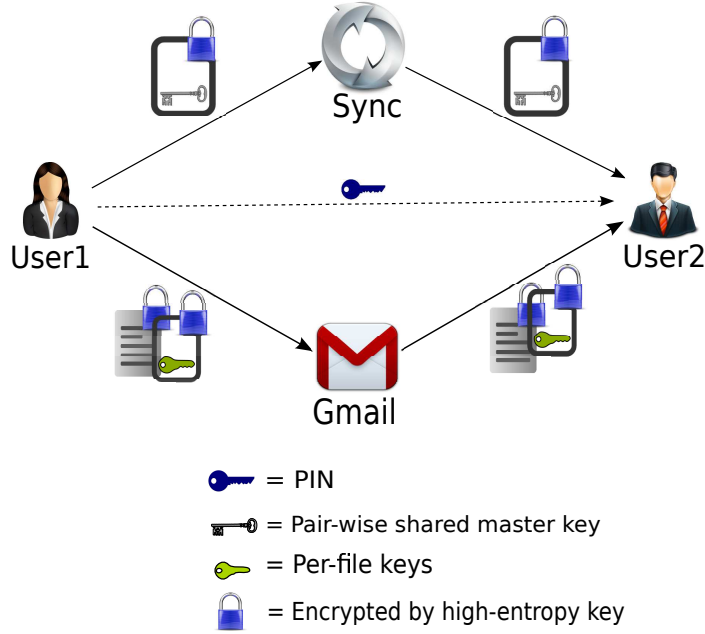 Sync
User1
User2
Gmail
= PIN
= Pair-wise shared master key
= Per-file keys
= Encrypted by high-entropy key